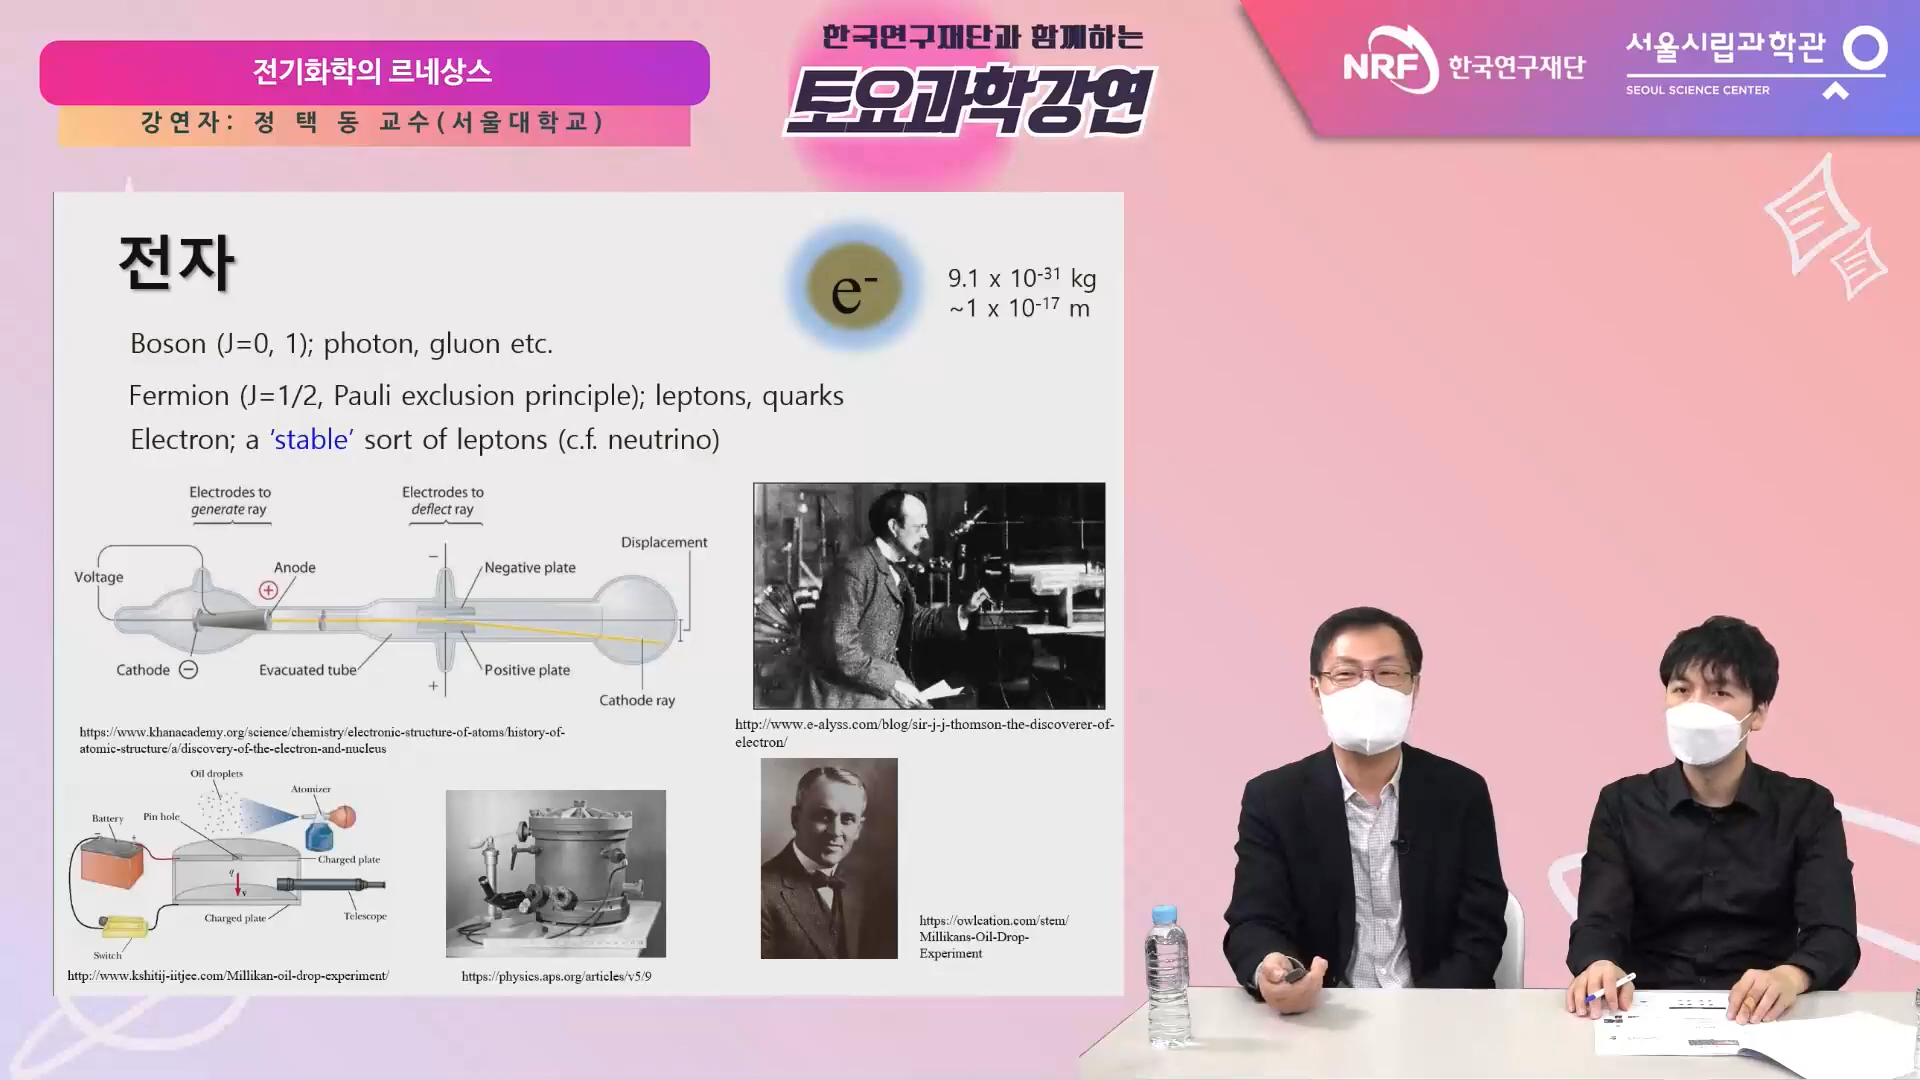 전기화학의 르네상스
강연자: 정 택 동 교수(서울대학교)
한국연구재단과 함께하는
토요과학강연
NRF 한국연구재단
서울시립과학관
SEOUL SCIENCE CENTER
전자
e-
9.1 x 10-31 kg
~1 x 10-17 m
Boson (J=0, 1); photon, gluon etc.
Fermion (J=1/2, Pauli exclusion principle); leptons, quarks
Electron; a 'stable' sort of leptons (c.f. neutrino)
Electrodes to
generate ray
Electrodes to
deflect ray
Displacement
Voltage
Anode
+
−
Negative plate
Cathode −
Evacuated tube
Positive plate
+
Cathode ray
https://www.khanacademy.org/science/chemistry/electronic-structure-of-atoms/history-of-
atomic-structure/a/discovery-of-the-electron-and-nucleus
http://www.e-alyss.com/blog/sir-j-j-thomson-the-discoverer-of-
electron/
Oil droplets
Atomizer
Battery
Pin hole
− +
Charged plate
q
v
Charged plate
Telescope
Switch
http://www.kshitij-iitjee.com/Millikan-oil-drop-experiment/
https://physics.aps.org/articles/v5/9
https://owlcation.com/stem/
Millikans-Oil-Drop-
Experiment